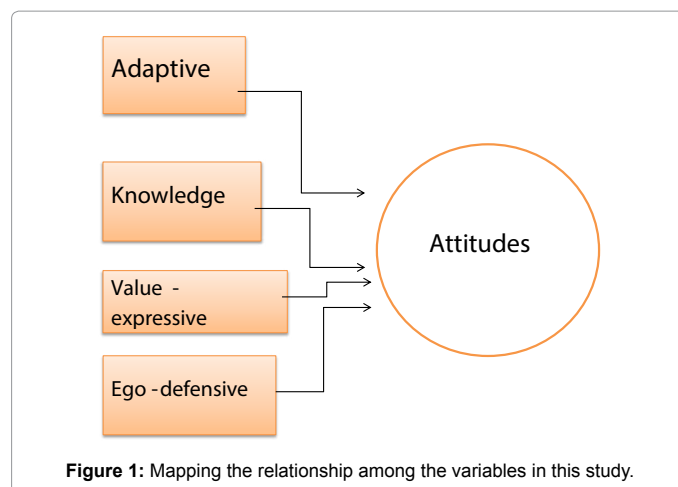 Adaptive
Knowledge
Value -
expressive
Ego -defensive
Attitudes
Figure 1: Mapping the relationship among the variables in this study.